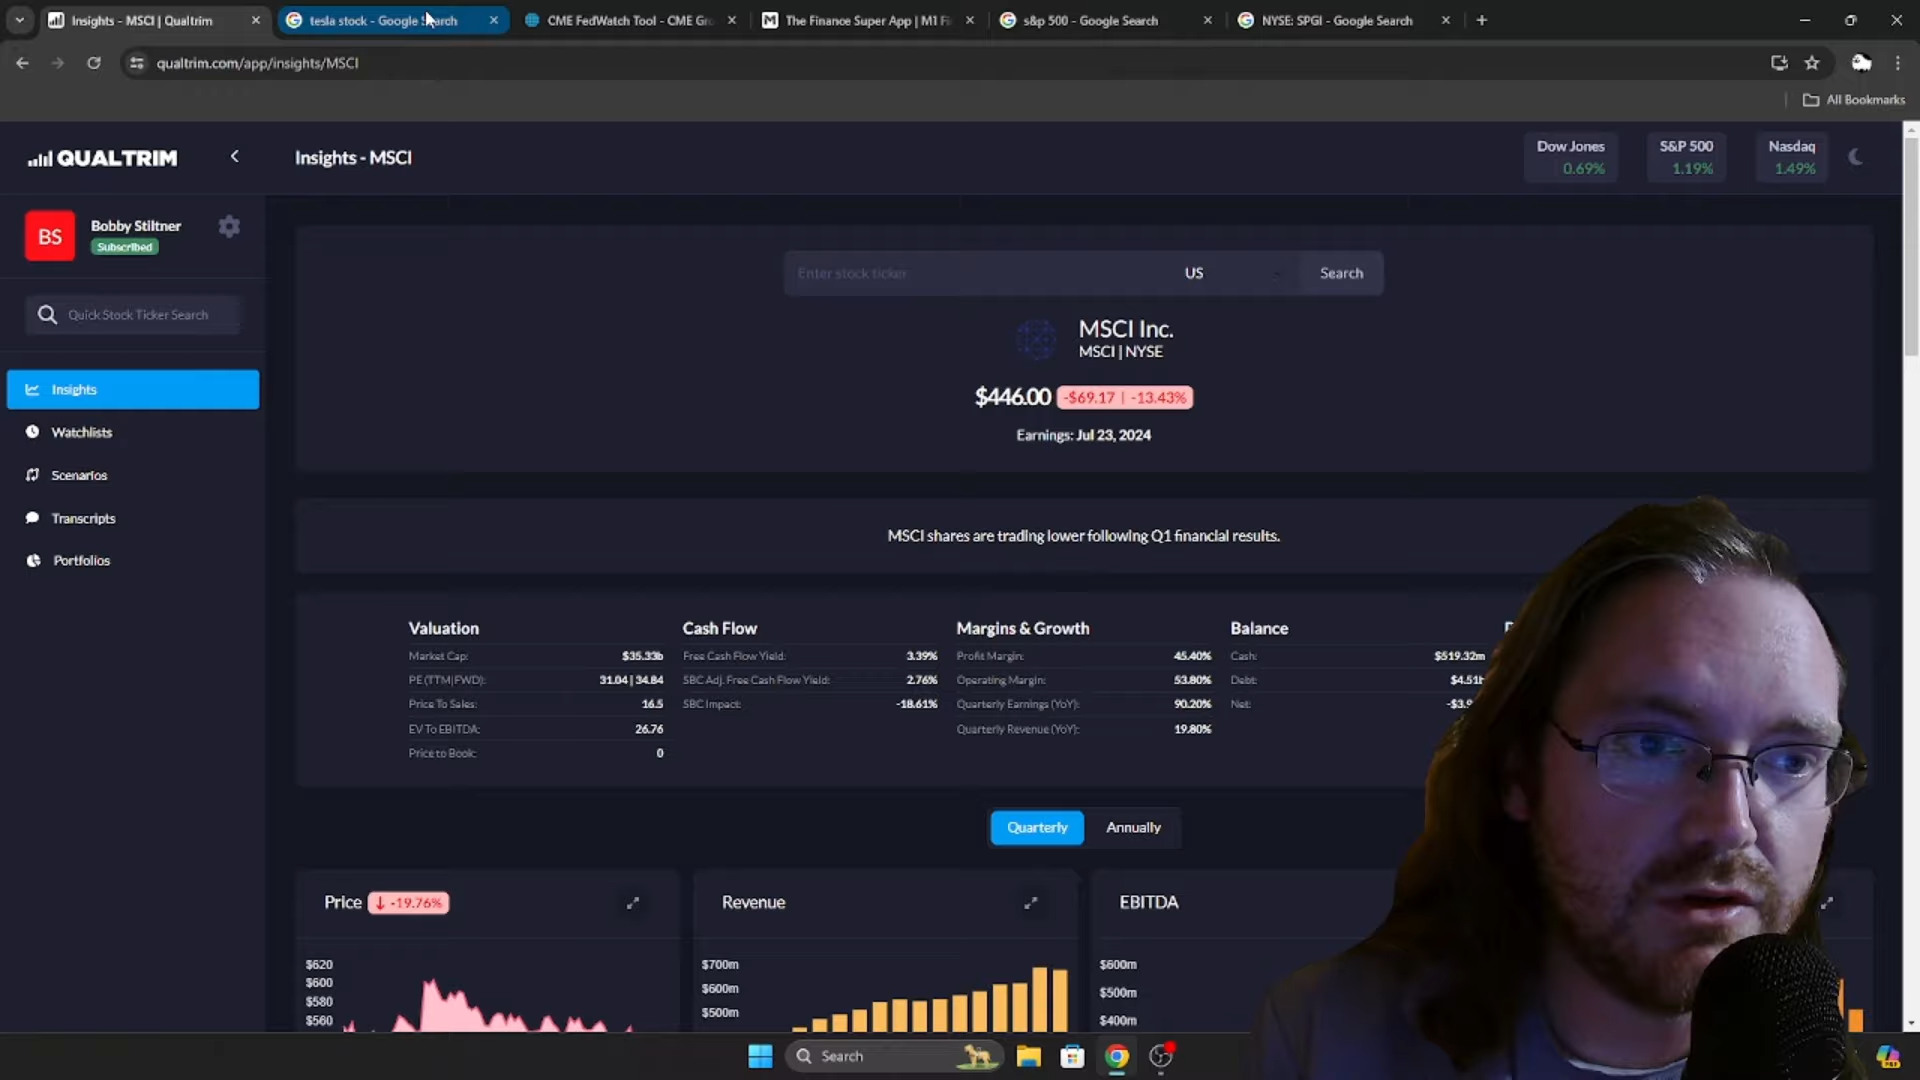 Insights - MSCI | Qualtrim
tesla stock - Google Search
CME FedWatch Tool - CME Gro
The Finance Super App | M1 Fi
s&p 500 - Google Search
NYSE: SPGI - Google Search
qualtrim.com/app/insights/MSCI
All Bookmarks
QUALTRIM
Insights - MSCI
Dow Jones
0.69%
S&P 500
1.19%
Nasdaq
1.49%
BS
Bobby Stiltner
Subscribed
Quick Stock Ticker Search
Insights
Watchlists
Scenarios
Transcripts
Portfolios
Enter stock ticker
US
Search
MSCI Inc.
MSCI | NYSE
$446.00 -$69.17 | -13.43%
Earnings: Jul 23, 2024
MSCI shares are trading lower following Q1 financial results.
Valuation
Market Cap: $35.33b
PE (TTM|FWD): 31.04 | 34.84
Price To Sales: 16.5
EV To EBITDA: 26.76
Price to Book: 0
Cash Flow
Free Cash Flow Yield: 3.39%
SBC Adj. Free Cash Flow Yield: 2.76%
SBC Impact: -18.61%
Margins & Growth
Profit Margin: 45.40%
Operating Margin: 53.80%
Quarterly Earnings (YoY): 90.20%
Quarterly Revenue (YoY): 19.80%
Balance
Cash: $519.32m
Debt: $4.51b
Net: -$3.9
Quarterly
Annually
Price ↓ -19.76%
$620
$600
$580
$560
Revenue
$700m
$600m
$500m
EBITDA
$600m
$500m
$400m
Search